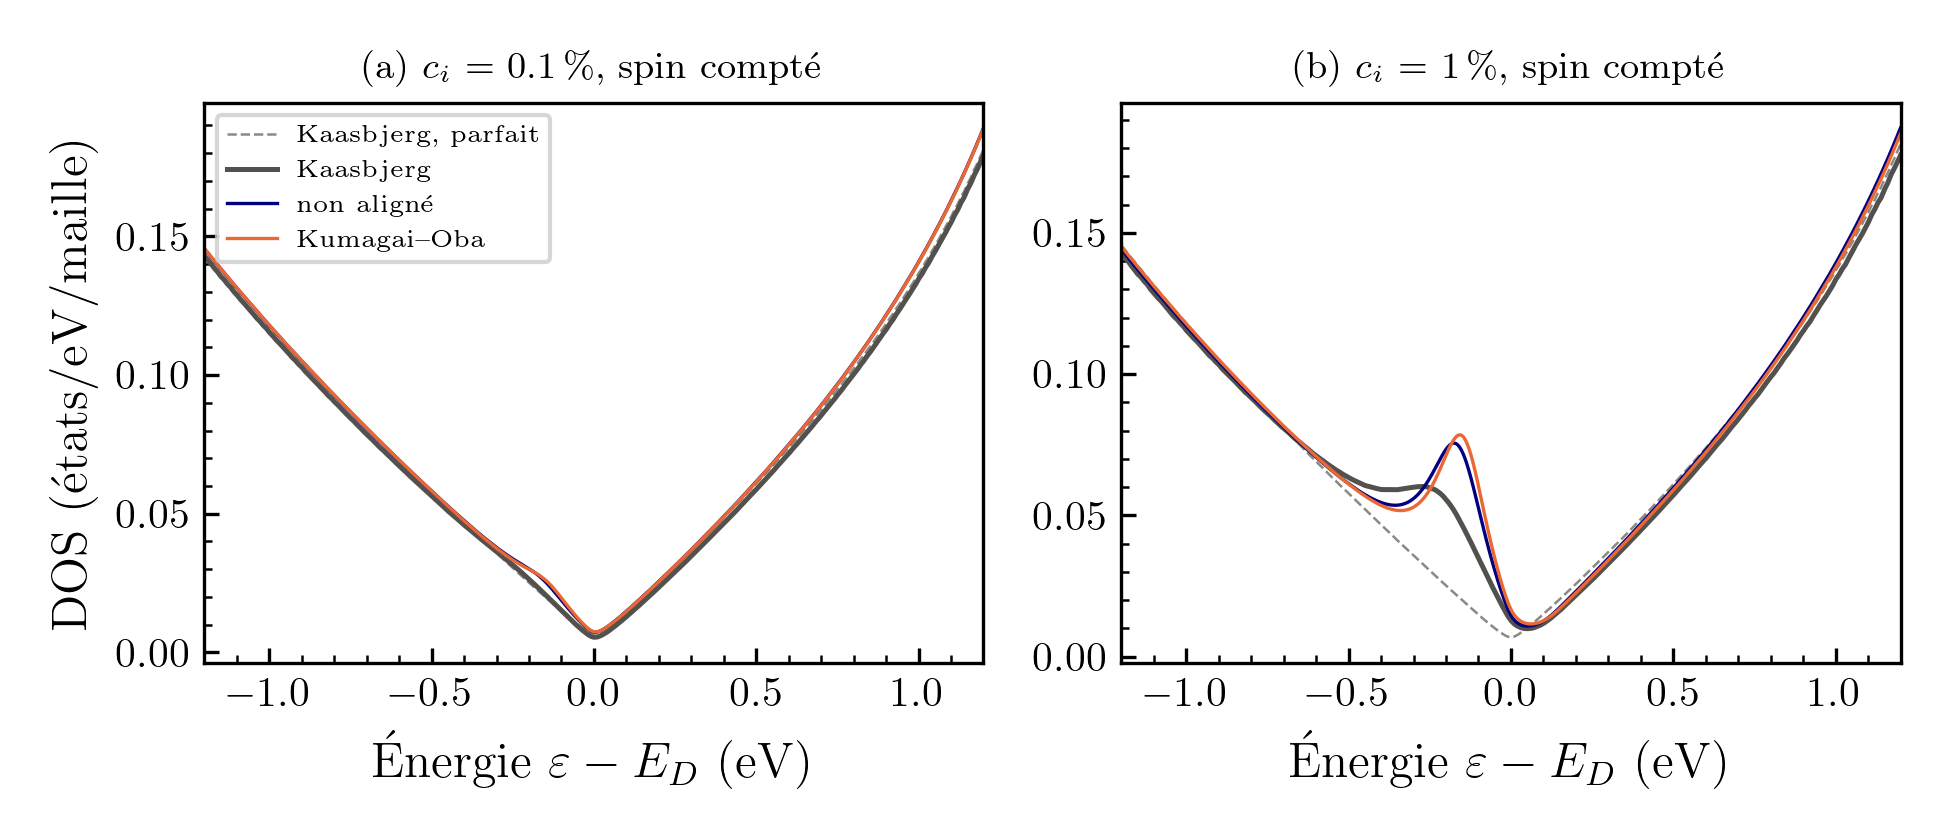 (a) c_i = 0.1 %, spin compté
Kaasbjerg, parfait
Kaasbjerg
non aligné
Kumagai–Oba
DOS (états/eV/maille)
0.15
0.10
0.05
0.00
−1.0 −0.5 0.0 0.5 1.0
Énergie ε − E_D (eV)
(b) c_i = 1 %, spin compté
0.15
0.10
0.05
0.00
−1.0 −0.5 0.0 0.5 1.0
Énergie ε − E_D (eV)